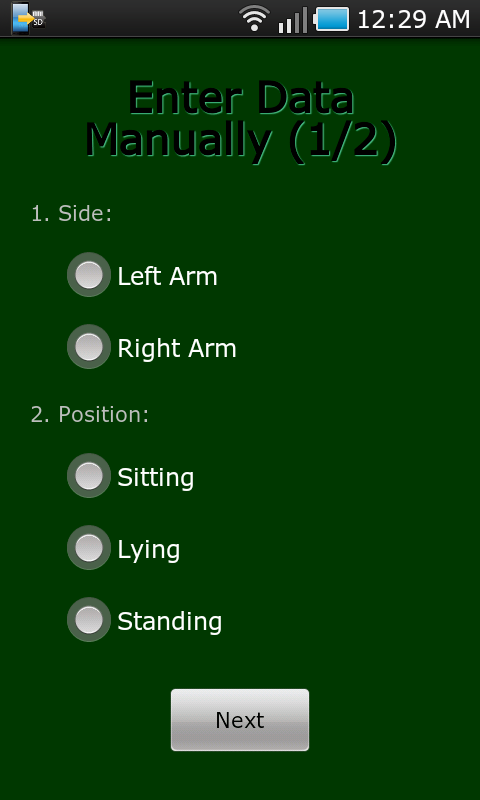 SD
12:29 AM
Enter Data
Manually (1/2)
1. Side:
Left Arm
Right Arm
2. Position:
Sitting
Lying
Standing
Next